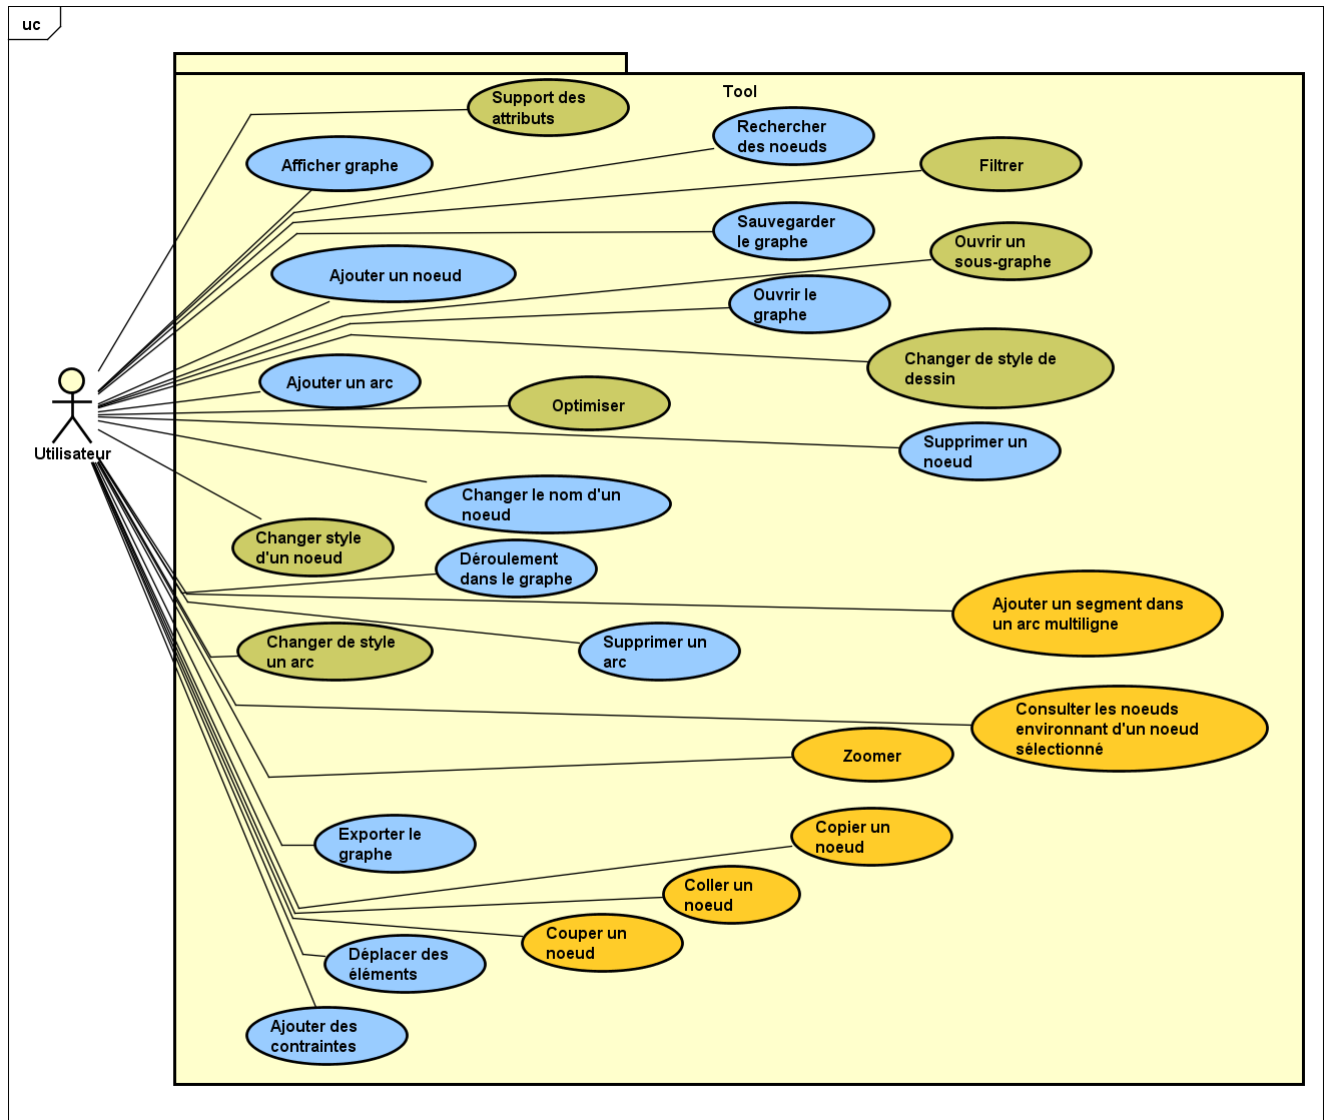 uc
Tool
Support des
attributs
Rechercher
des noeuds
Afficher graphe
Filtrer
Sauvegarder
le graphe
Ouvrir un
sous-graphe
Ajouter un noeud
Ouvrir le
graphe
Changer de style de
dessin
Ajouter un arc
Optimiser
Utilisateur
Supprimer un
noeud
Changer le nom d'un
noeud
Changer style
d'un noeud
Déroulement
dans le graphe
Ajouter un segment dans
un arc multiligne
Changer de style
un arc
Supprimer un
arc
Consulter les noeuds
environnant d'un noeud
sélectionné
Zoomer
Exporter le
graphe
Copier un
noeud
Coller un
noeud
Couper un
noeud
Déplacer des
éléments
Ajouter des
contraintes